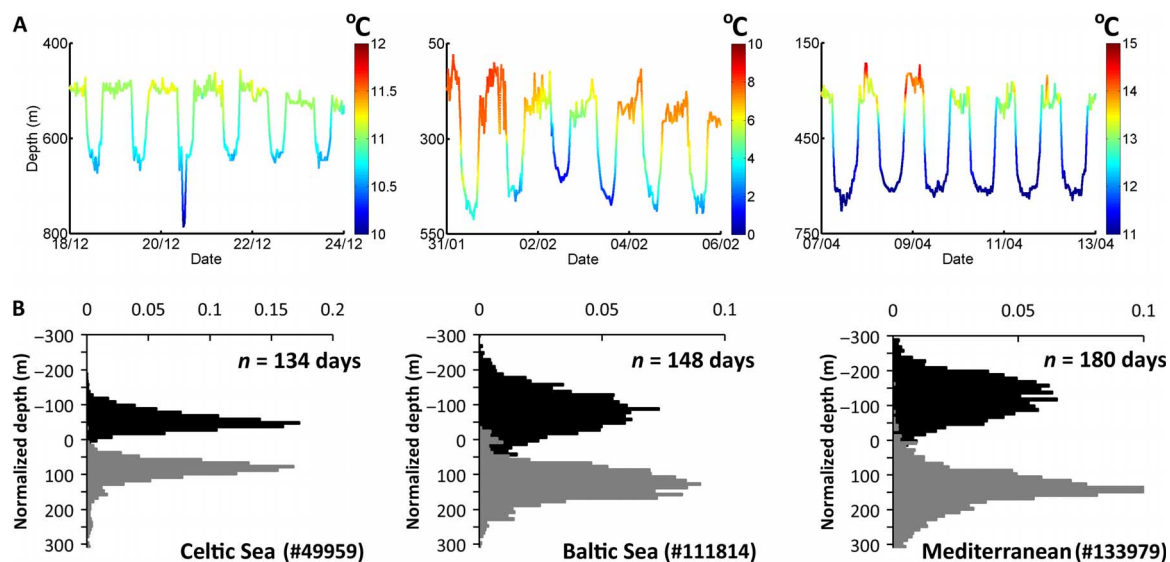 A
°C
°C
°C
400
12
50
10
150
15
11.5
8
14
Depth (m)
600
11
300
6
450
13
4
10.5
2
12
800
10
550
0
750
11
18/12 20/12 22/12 24/12
31/01 02/02 04/02 06/02
07/04 09/04 11/04 13/04
Date
Date
Date
B
0 0.05 0.1 0.15 0.2
0 0.05 0.1
0 0.05 0.1
−300
−200
−100
0
100
200
300
Normalized depth (m)
n = 134 days
Celtic Sea (#49959)
−300
−200
−100
0
100
200
300
Normalized depth (m)
n = 148 days
Baltic Sea (#111814)
−300
−200
−100
0
100
200
300
Normalized depth (m)
n = 180 days
Mediterranean (#133979)